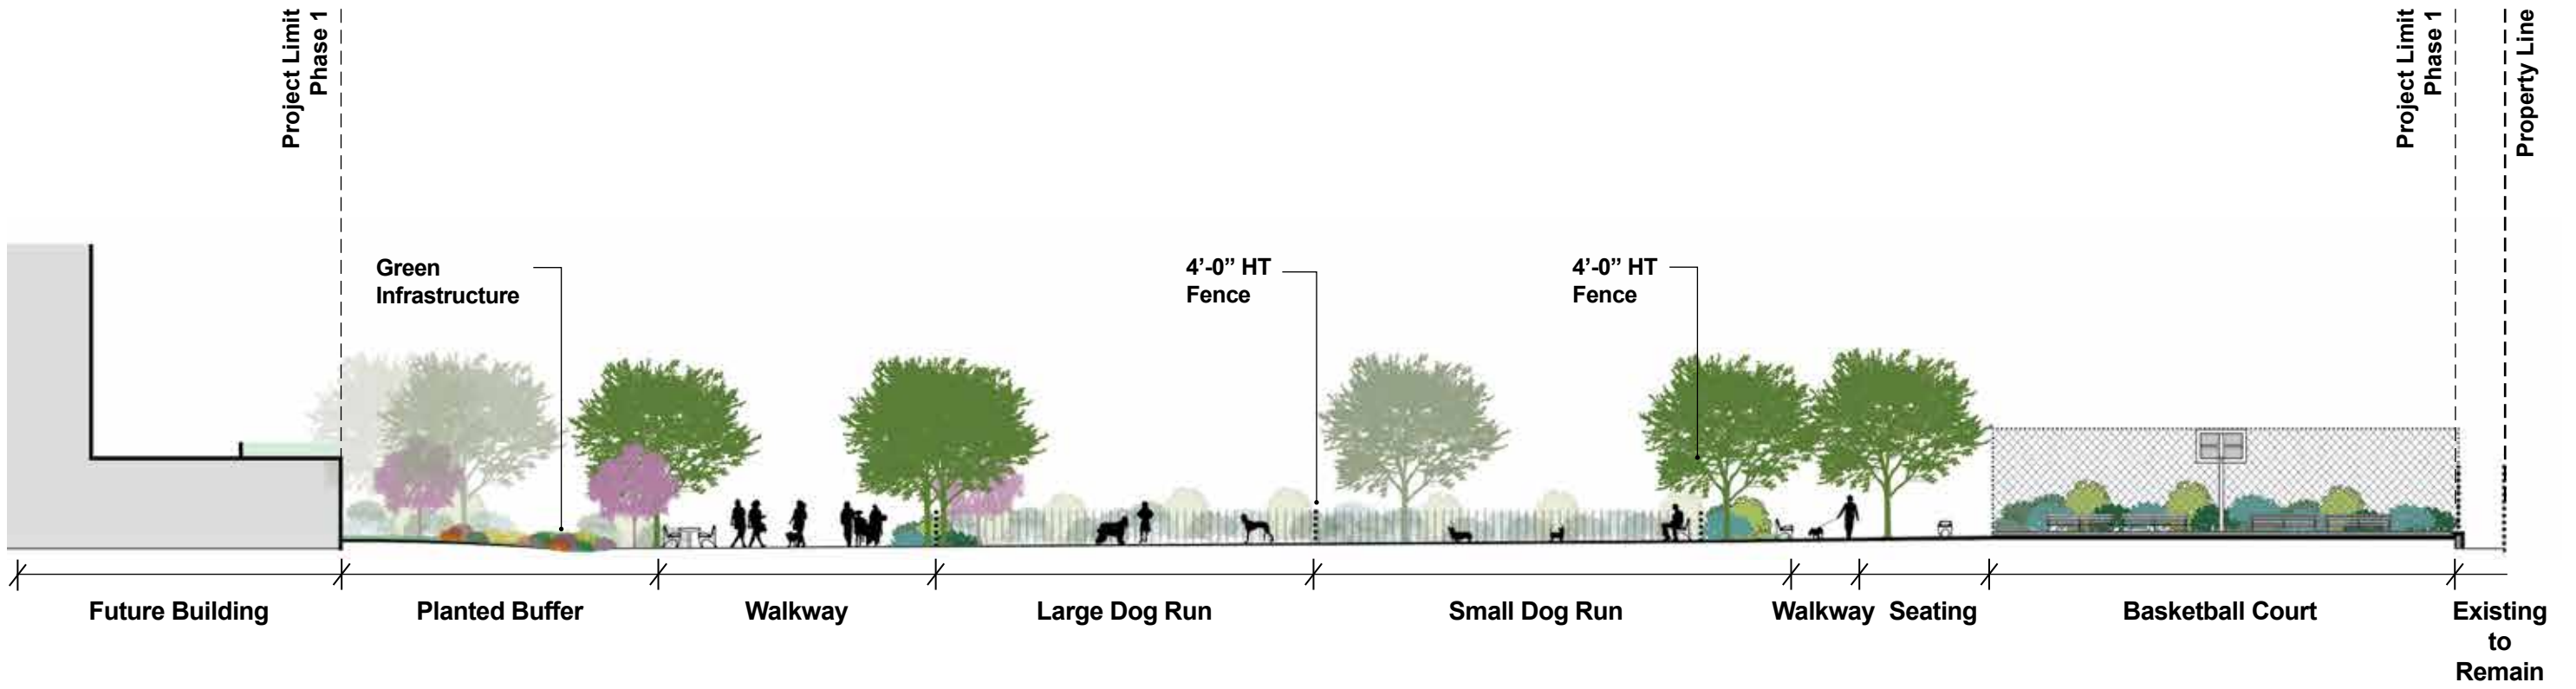 Project Limit
Phase 1
Project Limit
Phase 1
Property Line
Green
Infrastructure
4’-0” HT
Fence
4’-0” HT
Fence
Future Building
Planted Buffer
Walkway
Large Dog Run
Small Dog Run
Walkway
Seating
Basketball Court
Existing
to
Remain